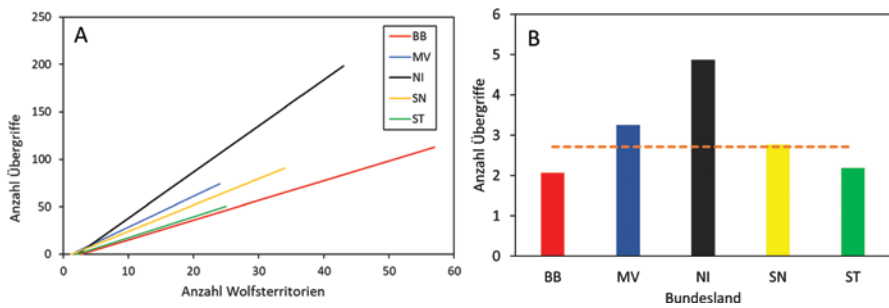 A
Anzahl Übergriffe
250
200
150
100
50
0
0 10 20 30 40 50 60
Anzahl Wolfsterritorien
BB
MV
NI
SN
ST
B
Anzahl Übergriffe
6
5
4
3
2
1
0
BB MV NI SN ST
Bundesland